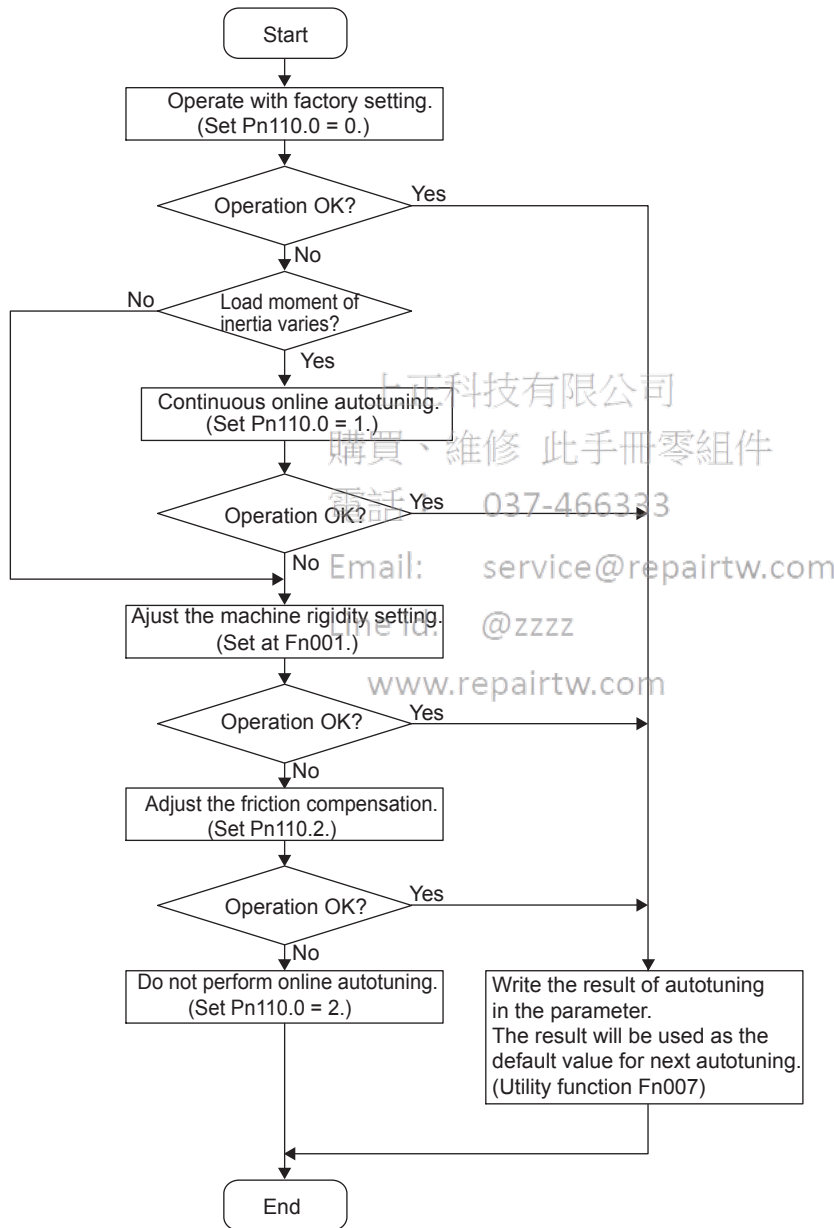 Start
Operate with factory setting.
(Set Pn110.0 = 0.)
Yes
Operation OK?
No
No
Load moment of
inertia varies?
Yes
上正科技有限公司
Continuous online autotuning.
(Set Pn110.0 = 1.)
購買、維修 此手冊零組件
Yes
電話： 037-466333
Operation OK?
No
Email: service@repairtw.com
Ajust the machine rigidity setting.
(Set at Fn001.)
Line id: @zzzz
www.repairtw.com
Yes
Operation OK?
No
Adjust the friction compensation.
(Set Pn110.2.)
Yes
Operation OK?
No
Do not perform online autotuning.
(Set Pn110.0 = 2.)
Write the result of autotuning
in the parameter.
The result will be used as the
default value for next autotuning.
(Utility function Fn007)
End